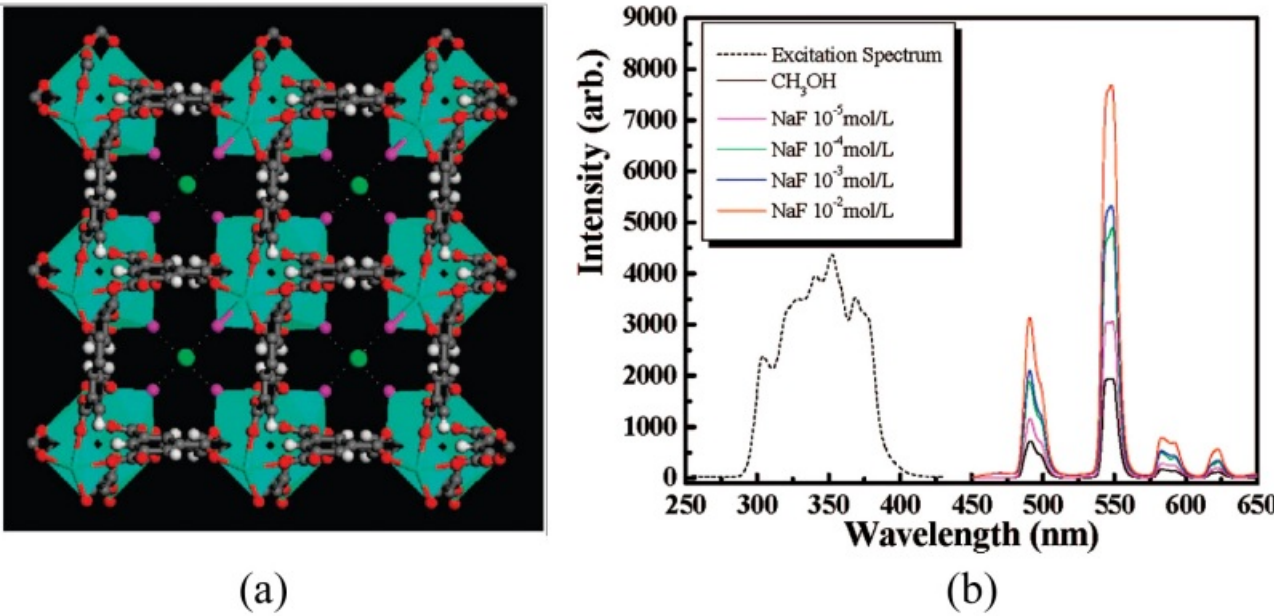 9000
8000
7000
6000
5000
4000
3000
2000
1000
0
Intensity (arb.)
Excitation Spectrum
CH₃OH
NaF 10⁻⁵mol/L
NaF 10⁻⁴mol/L
NaF 10⁻³mol/L
NaF 10⁻²mol/L
250 300 350 400 450 500 550 600 650
Wavelength (nm)
(a) (b)